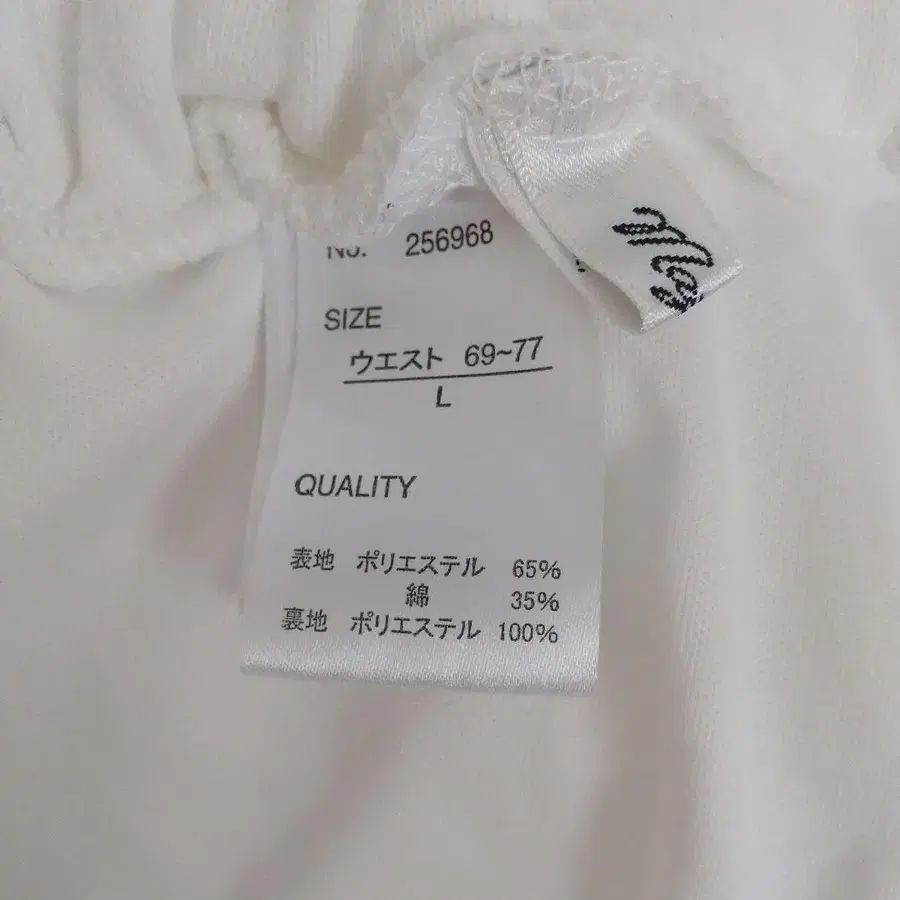 No. 256968
SIZE
ウエスト 69~77
L
QUALITY
表地 ポリエステル 65%
綿 35%
裏地 ポリエステル 100%